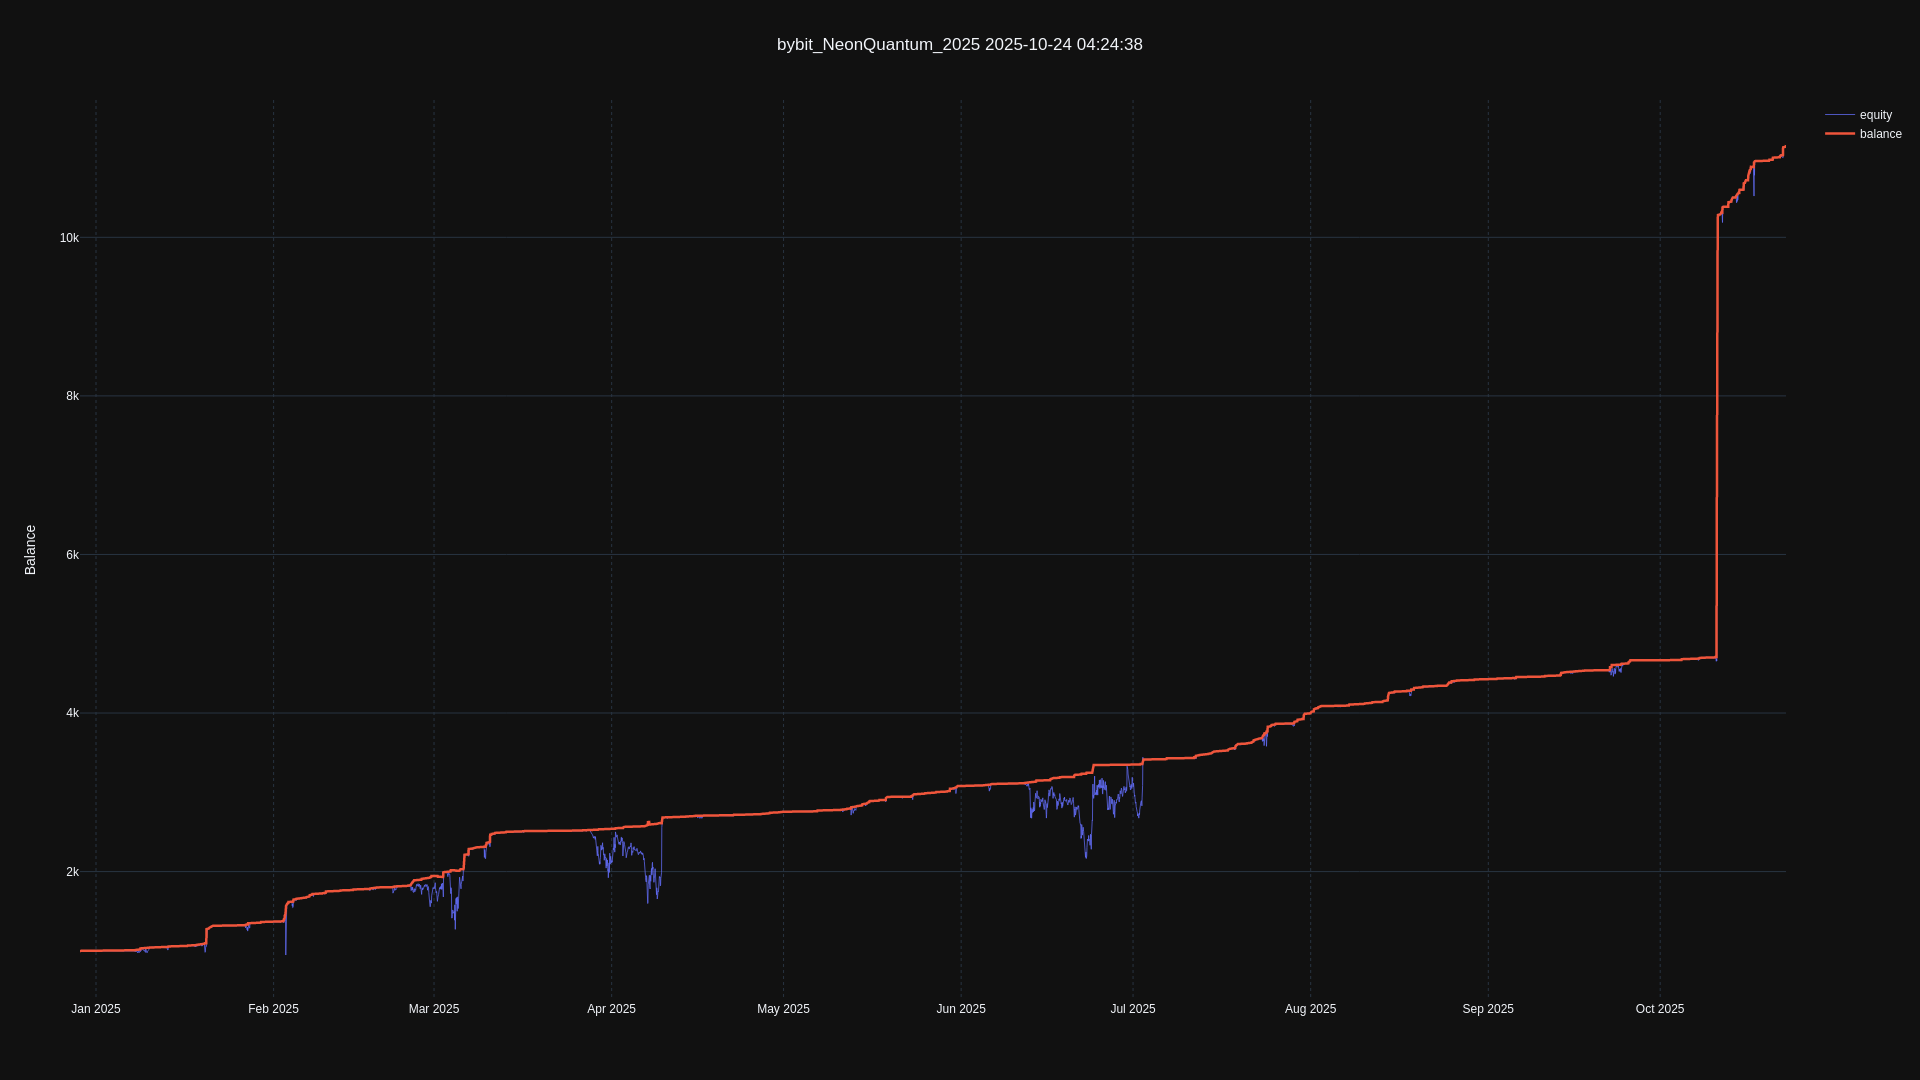 bybit_NeonQuantum_2025 2025-10-24 04:24:38
equity
balance
Balance
10k
8k
6k
4k
2k
Jan 2025
Feb 2025
Mar 2025
Apr 2025
May 2025
Jun 2025
Jul 2025
Aug 2025
Sep 2025
Oct 2025